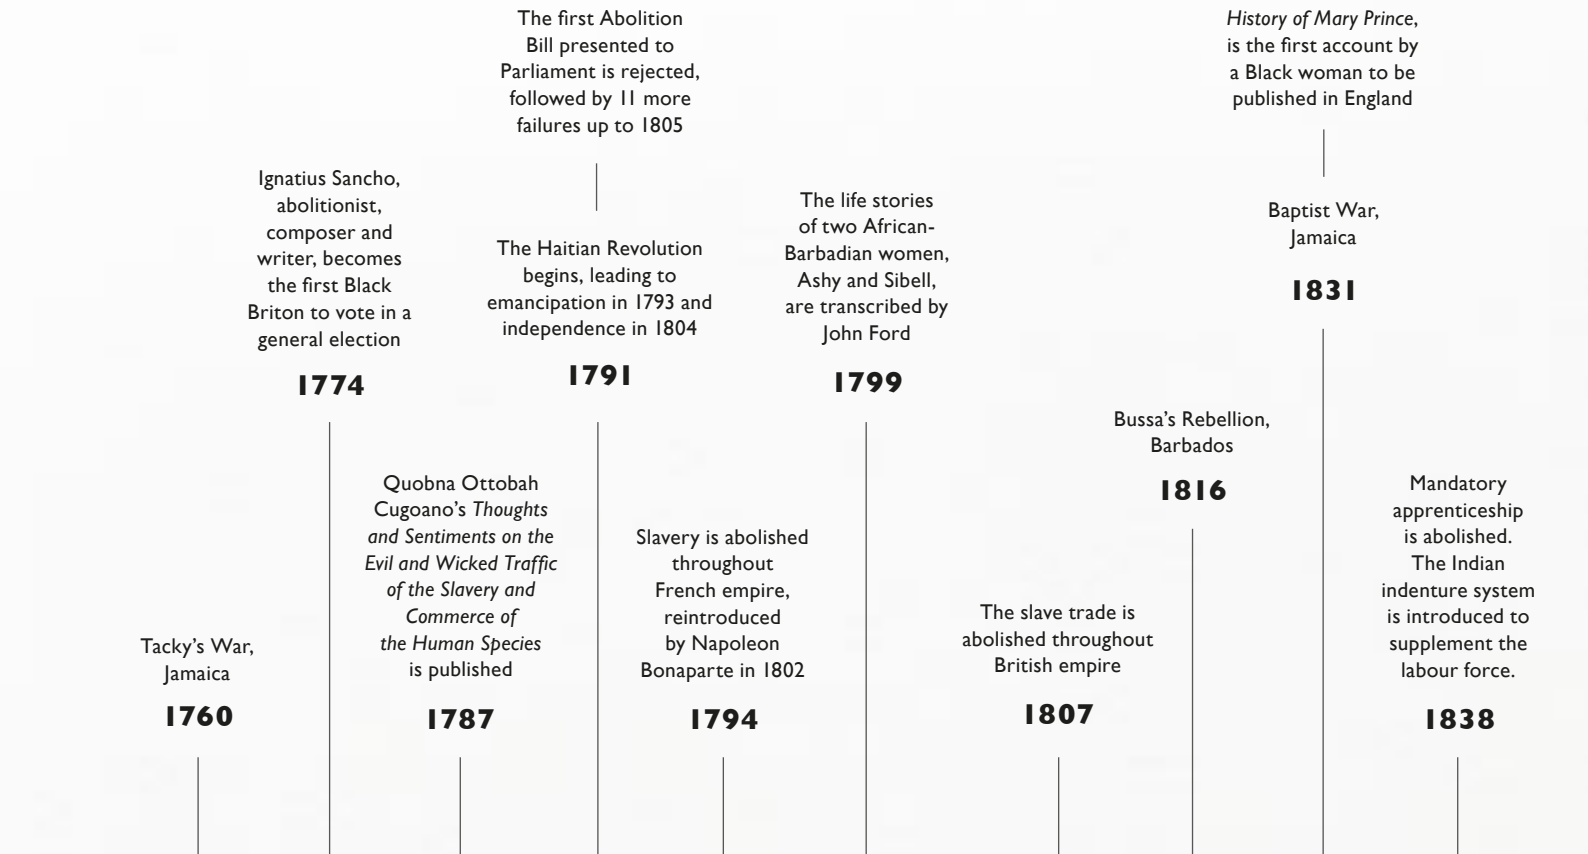 Tacky's War,
Jamaica
1760
Ignatius Sancho,
abolitionist,
composer and
writer, becomes
the first Black
Briton to vote in a
general election
1774
Quobna Ottobah
Cugoano's Thoughts
and Sentiments on the
Evil and Wicked Traffic
of the Slavery and
Commerce of
the Human Species
is published
1787
The first Abolition
Bill presented to
Parliament is rejected,
followed by 11 more
failures up to 1805
The Haitian Revolution
begins, leading to
emancipation in 1793 and
independence in 1804
1791
Slavery is abolished
throughout
French empire,
reintroduced
by Napoleon
Bonaparte in 1802
1794
The life stories
of two African-
Barbadian women,
Ashy and Sibell,
are transcribed by
John Ford
1799
The slave trade is
abolished throughout
British empire
1807
Bussa's Rebellion,
Barbados
1816
History of Mary Prince,
is the first account by
a Black woman to be
published in England
Baptist War,
Jamaica
1831
Mandatory
apprenticeship
is abolished.
The Indian
indenture system
is introduced to
supplement the
labour force.
1838